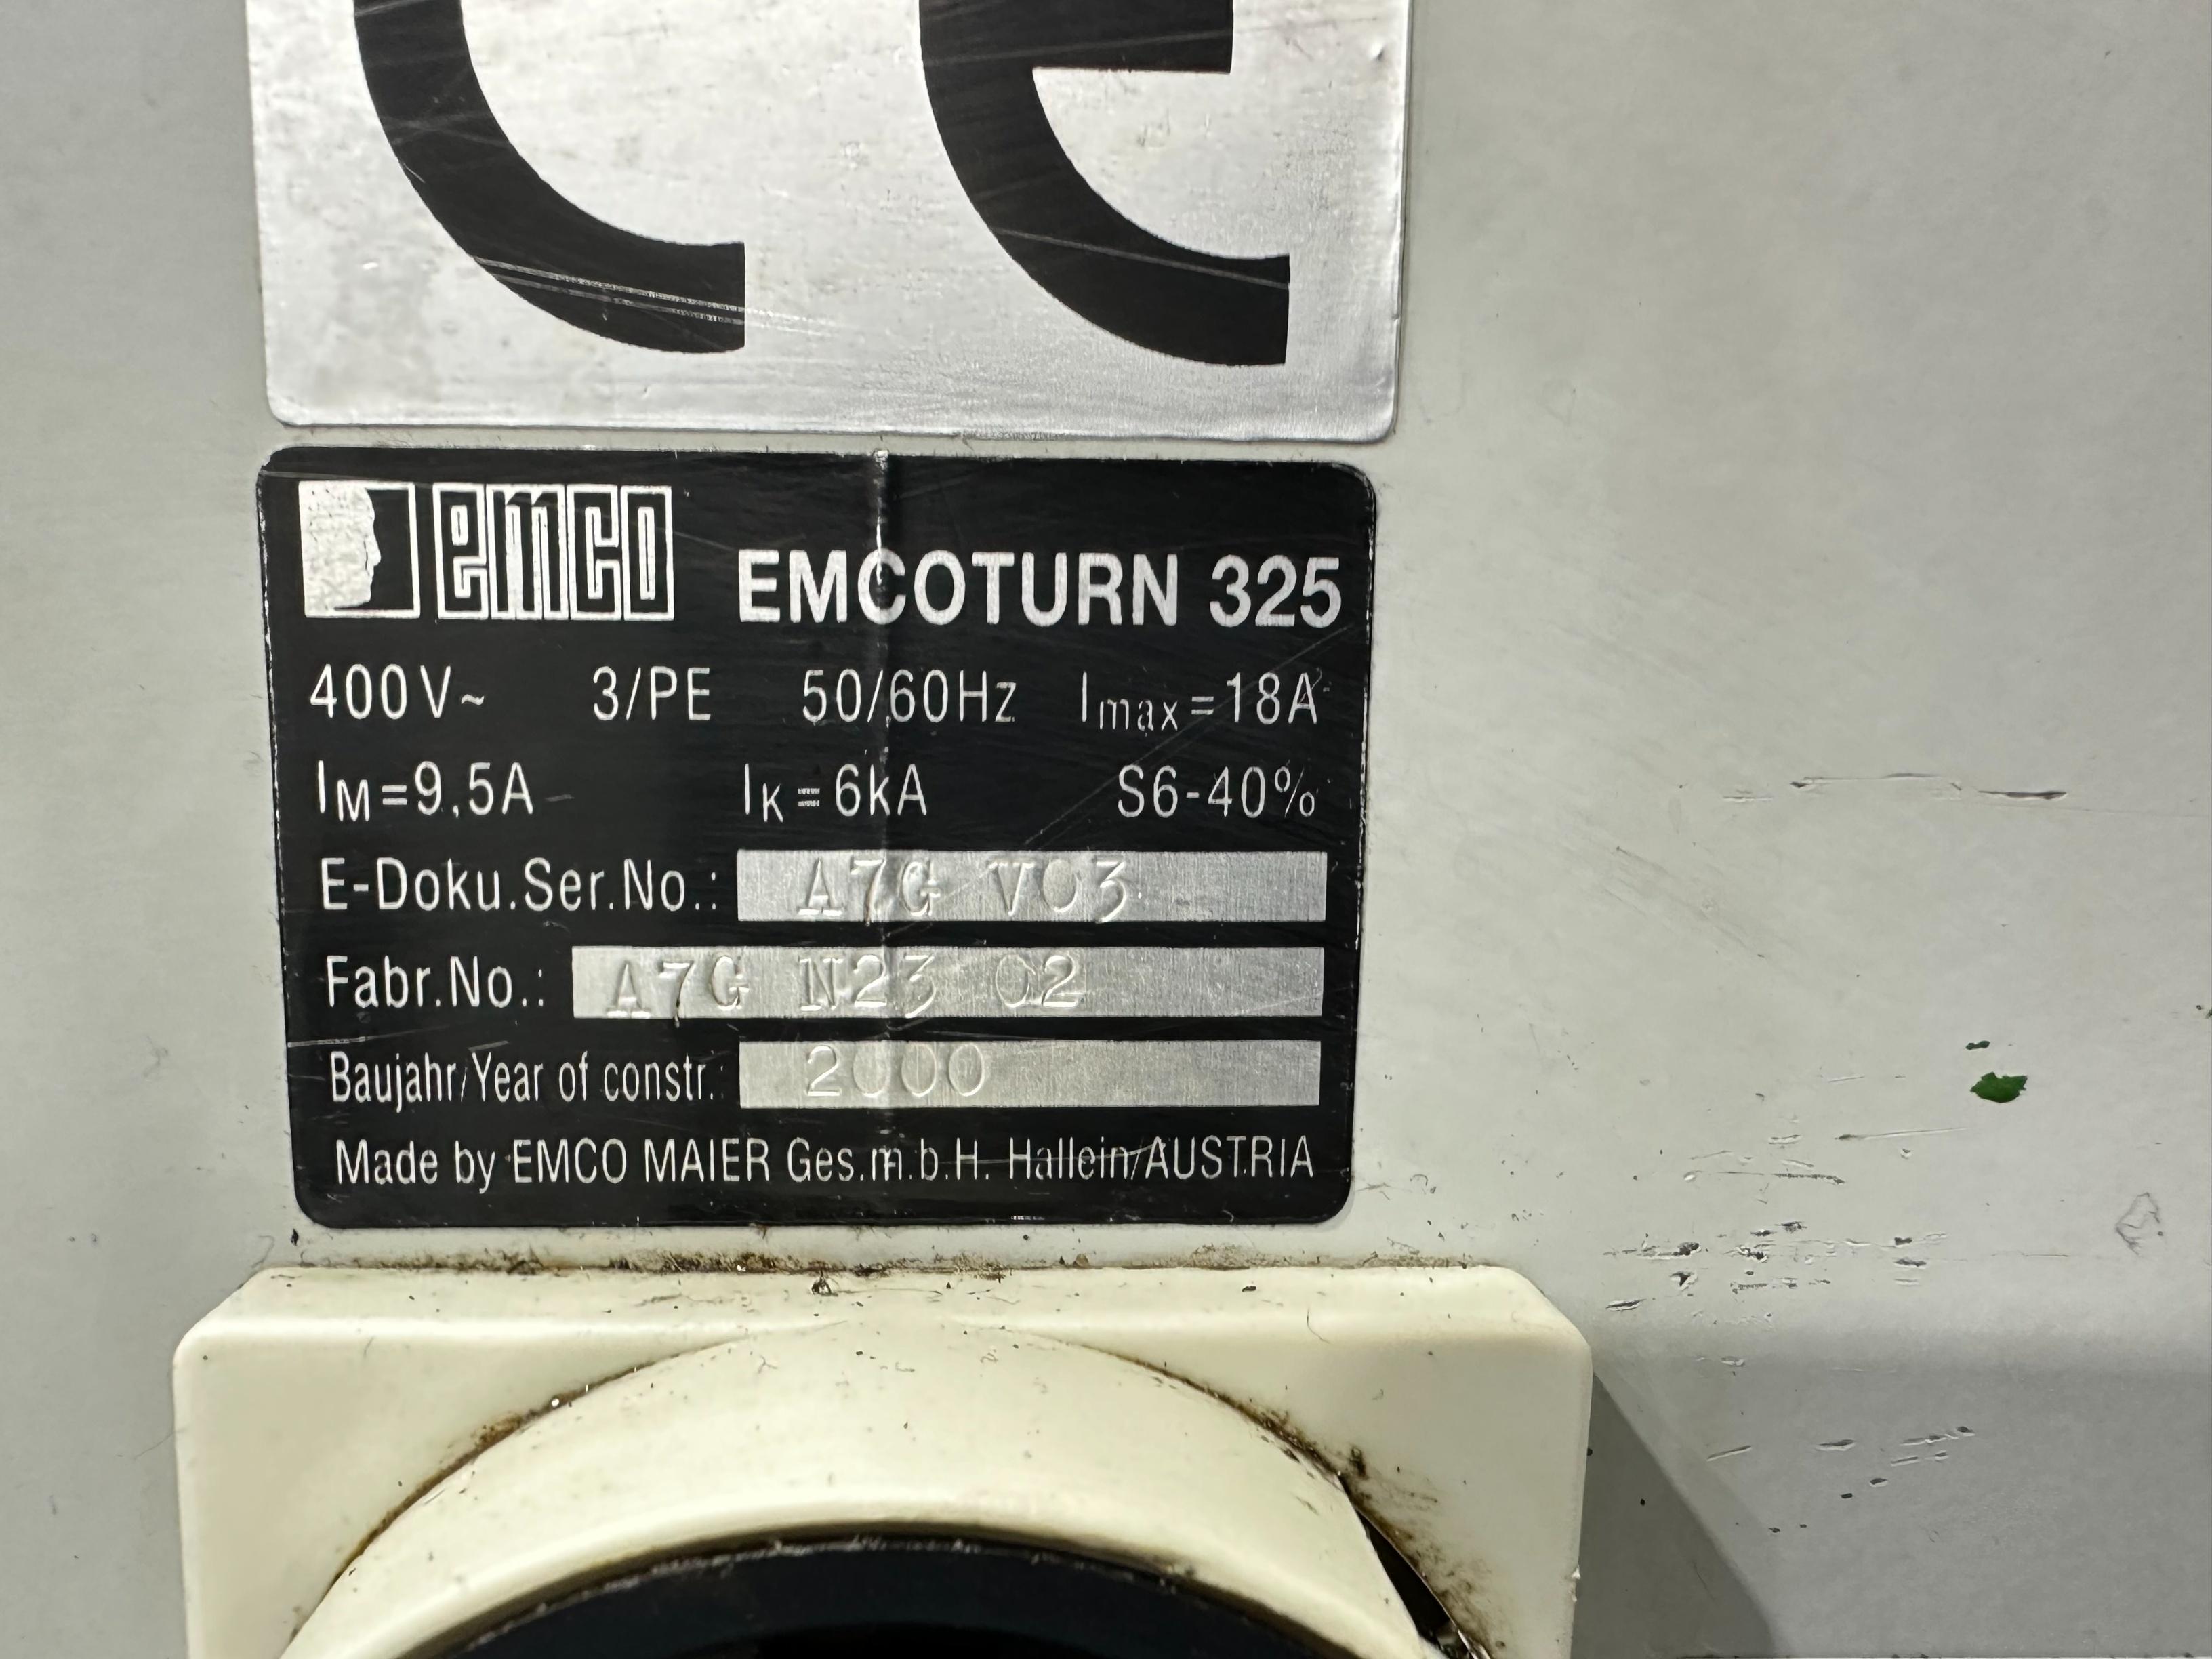 CE
emco EMCOTURN 325
400V~ 3/PE 50/60Hz Imax=18A
IM=9,5A IK=6kA S6-40%
E-Doku.Ser.No.: A7G V03
Fabr.No.: A7G N23 02
Baujahr/Year of constr.: 2000
Made by EMCO MAIER Ges.m.b.H. Hallein/AUSTRIA